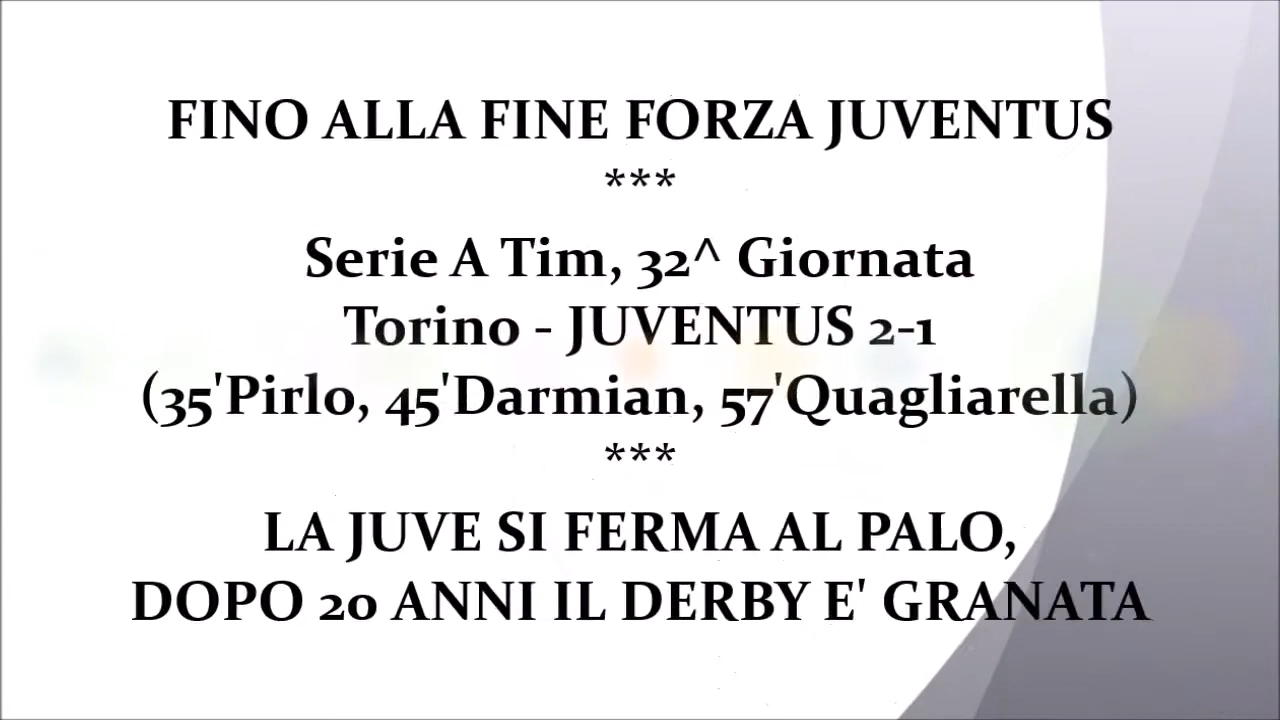 FINO ALLA FINE FORZA JUVENTUS
***
Serie A Tim, 32^ Giornata
Torino - JUVENTUS 2-1
(35'Pirlo, 45'Darmian, 57'Quagliarella)
***
LA JUVE SI FERMA AL PALO,
DOPO 20 ANNI IL DERBY E' GRANATA